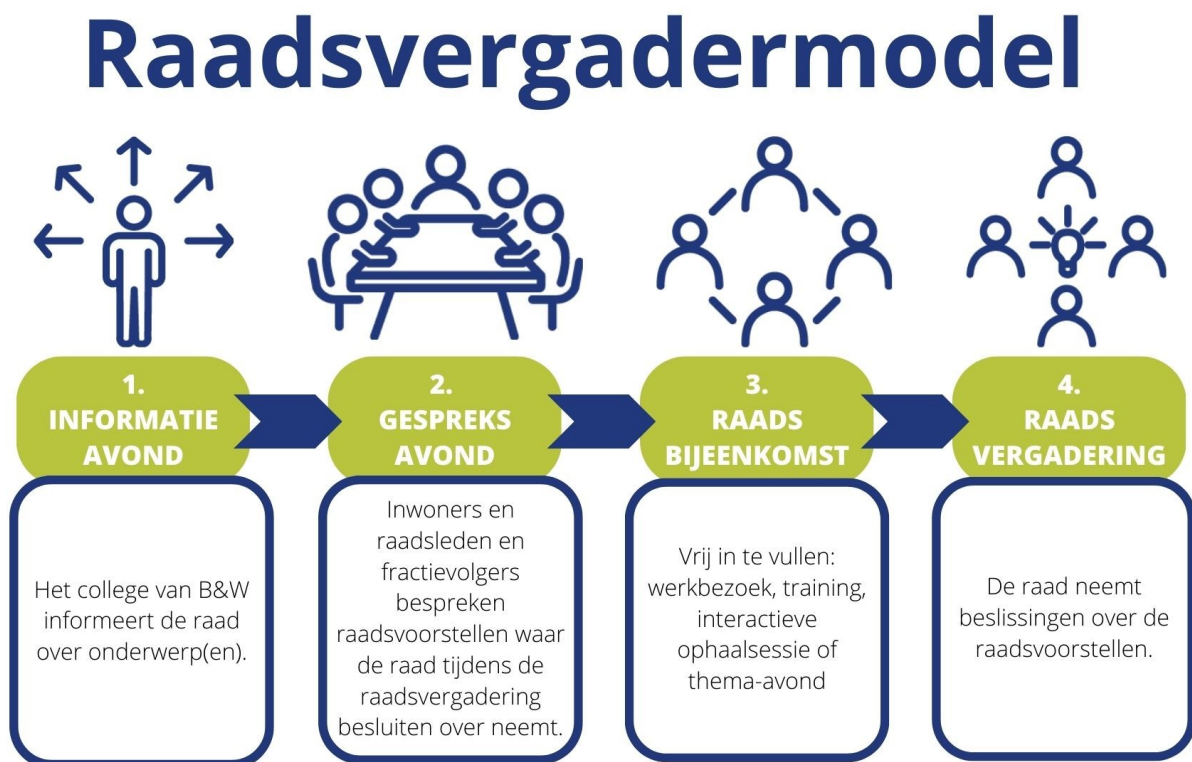 Raadsvergadermodel
1.
INFORMATIE
AVOND
Het college van B&W
informeert de raad
over onderwerp(en).
2.
GESPREKS
AVOND
Inwoners en
raadsleden en
fractievolgers
bespreken
raadsvoorstellen waar
de raad tijdens de
raadsvergadering
besluiten over neemt.
3.
RAADS
BIJEENKOMST
Vrij in te vullen:
werkbezoek, training,
interactieve
ophaalsessie of
thema-avond
4.
RAADS
VERGADERING
De raad neemt
beslissingen over de
raadsvoorstellen.